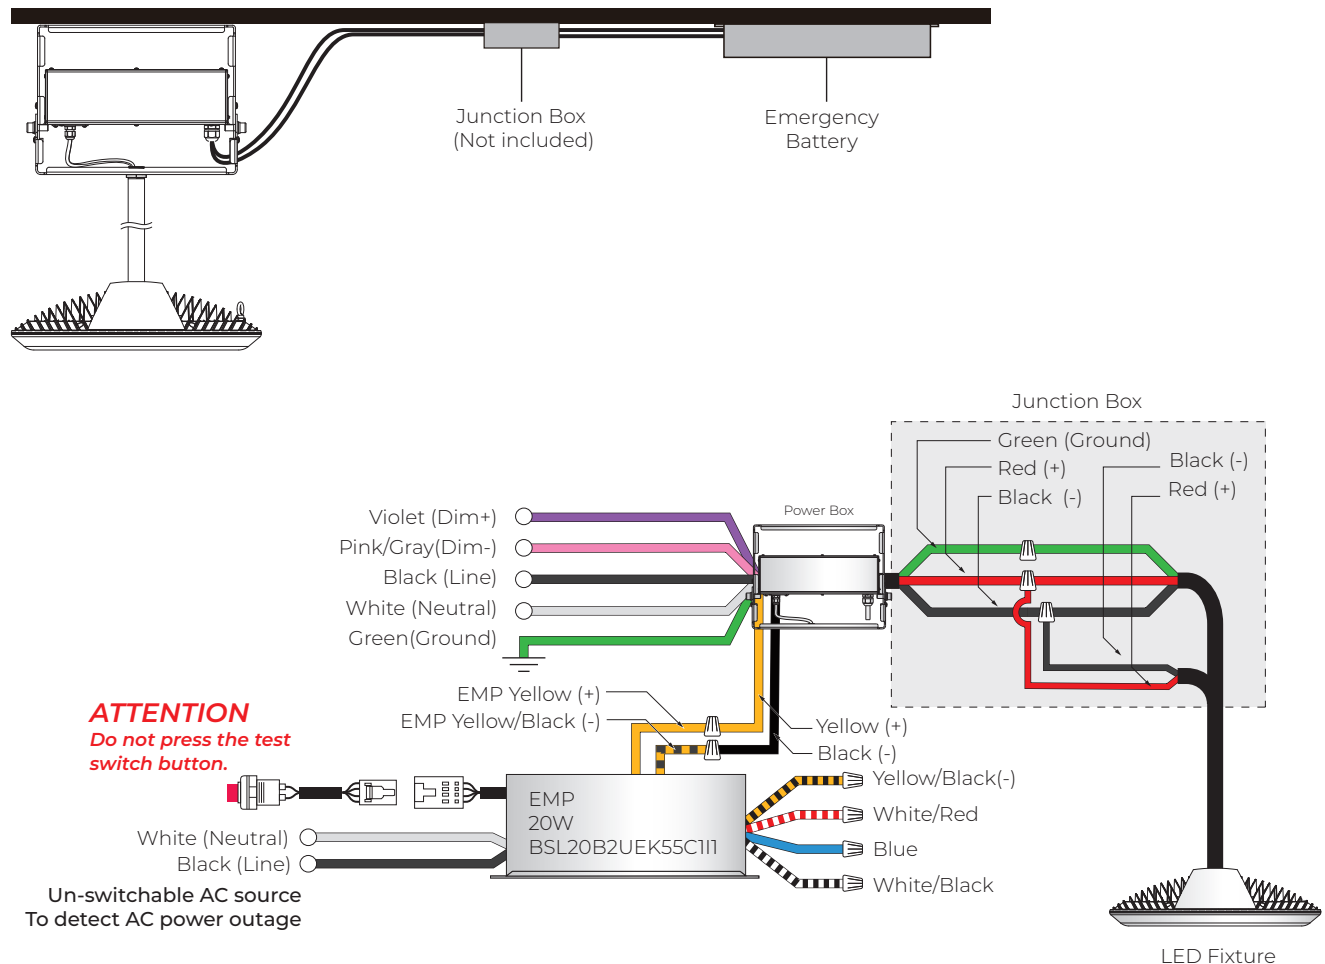 Junction Box
(Not included)
Emergency
Battery
Junction Box
Green (Ground)
Red (+)
Black (-)
Black (-)
Red (+)
Power Box
Violet (Dim+)
Pink/Gray(Dim-)
Black (Line)
White (Neutral)
Green(Ground)
EMP Yellow (+)
EMP Yellow/Black (-)
Yellow (+)
Black (-)
ATTENTION
Do not press the test
switch button.
EMP
20W
BSL20B2UEK55C1I1
Yellow/Black(-)
White/Red
Blue
White/Black
White (Neutral)
Black (Line)
Un-switchable AC source
To detect AC power outage
LED Fixture